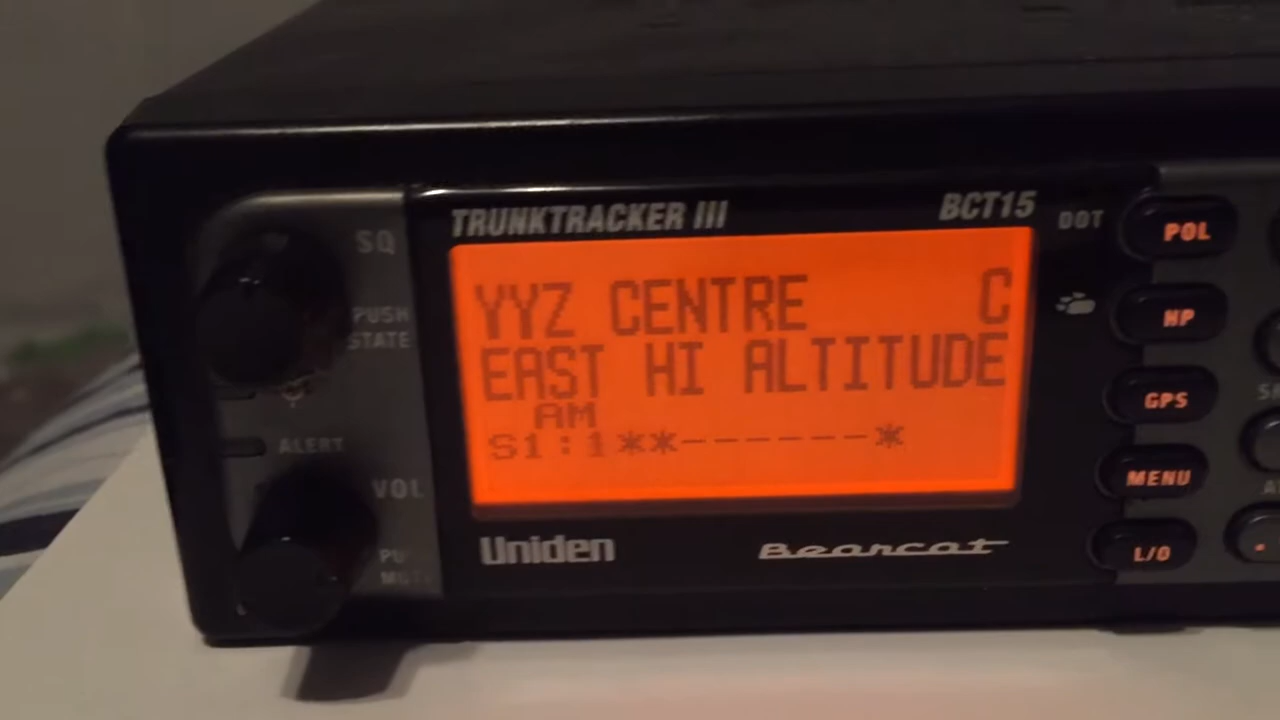 TRUNKTRACKER III BCT15
SQ
PUSH
STATE
ALERT
VOL
YYZ CENTRE C
EAST HI ALTITUDE
AM
S1:1**------*
Uniden Bearcat
DOT
POL
HP
GPS
MENU
L/O